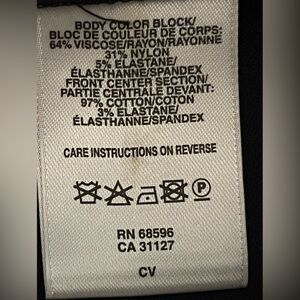 BODY COLOR BLOCK/
BLOC DE COULEUR DE CORPS:
64% VISCOSE/RAYON/RAYONNE
31% NYLON
5% ELASTANE/
ÉLASTHANNE/SPANDEX
FRONT CENTER SECTION/
PARTIE CENTRALE DEVANT:
97% COTTON/COTON
3% ELASTANE/
ÉLASTHANNE/SPANDEX
CARE INSTRUCTIONS ON REVERSE
P
RN 68596
CA 31127
CV